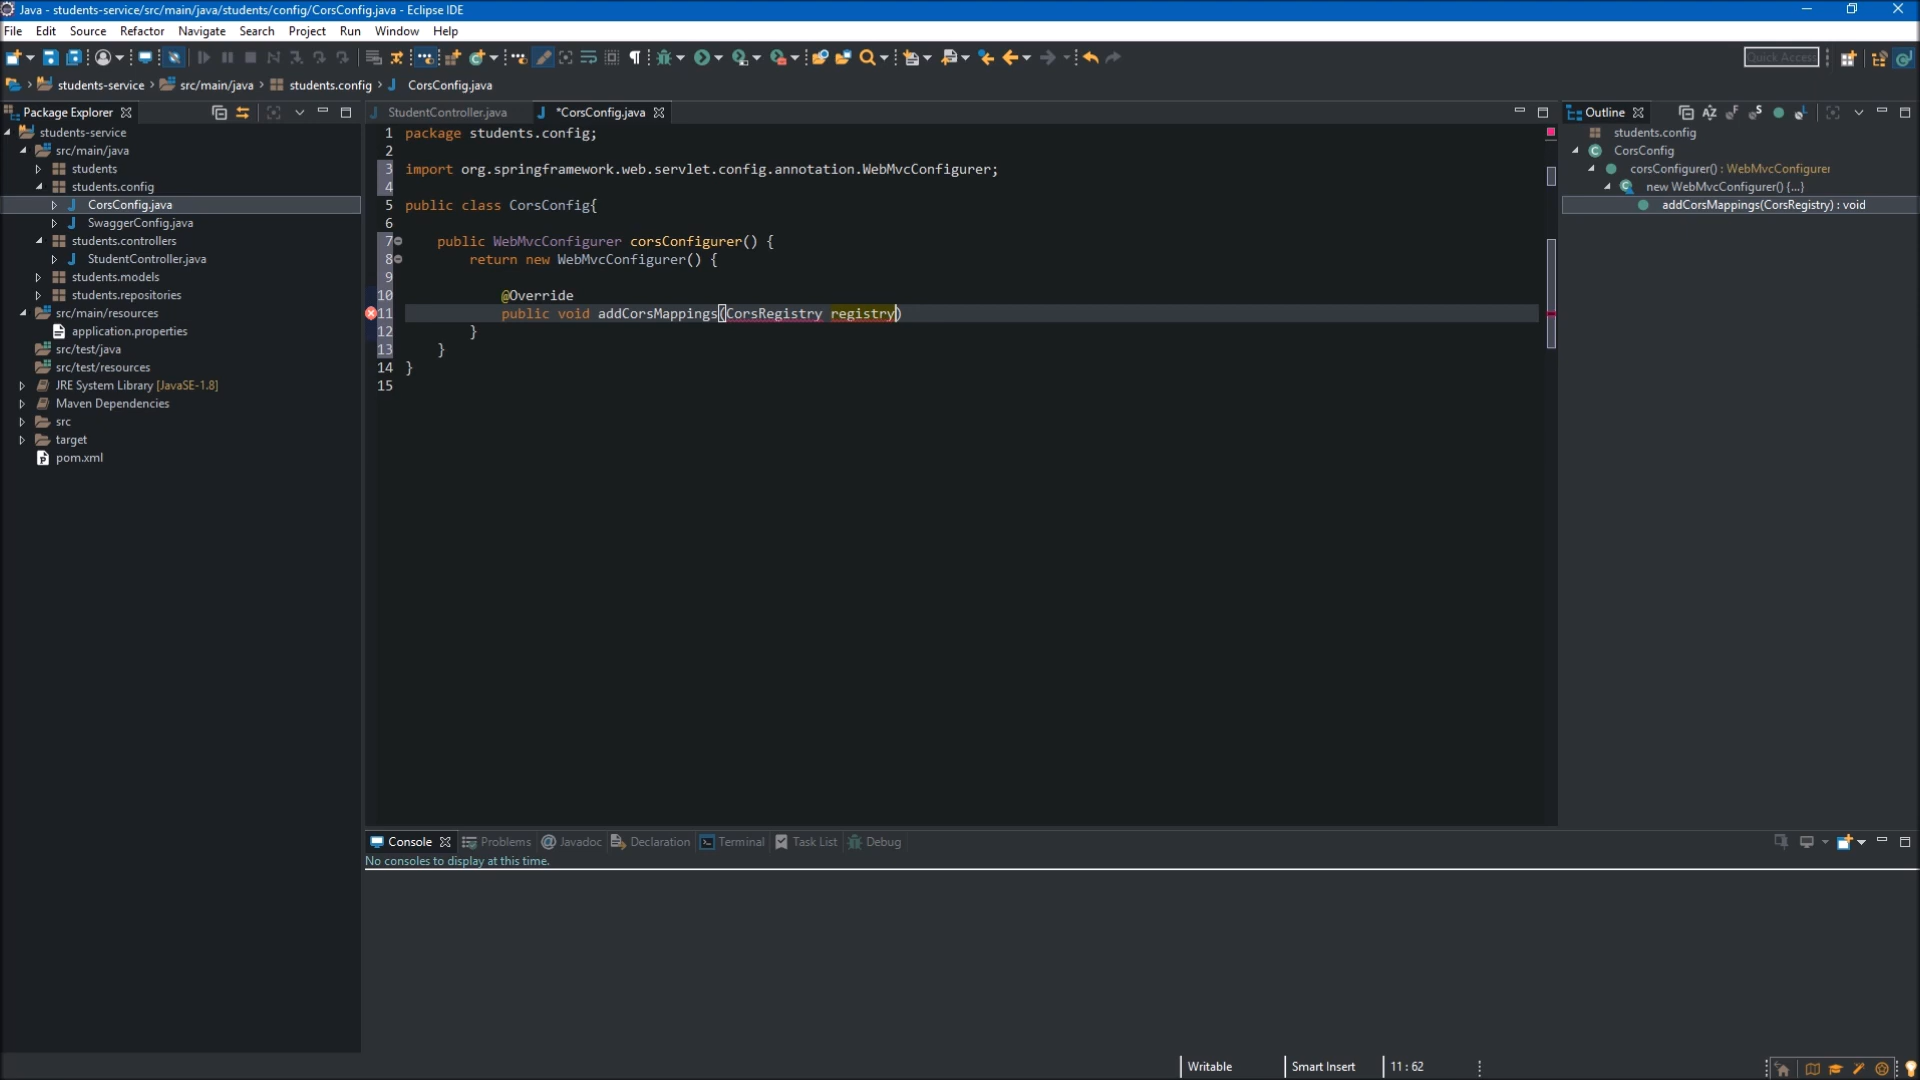 Java - students-service/src/main/java/students/config/CorsConfig.java - Eclipse IDE
File Edit Source Refactor Navigate Search Project Run Window Help
Quick Access
students-service src/main/java students.config CorsConfig.java
Package Explorer
students-service
src/main/java
students
students.config
CorsConfig.java
SwaggerConfig.java
students.controllers
StudentController.java
students.models
students.repositories
src/main/resources
application.properties
src/test/java
src/test/resources
JRE System Library [JavaSE-1.8]
Maven Dependencies
src
target
pom.xml
StudentController.java *CorsConfig.java
1 package students.config;
2
3 import org.springframework.web.servlet.config.annotation.WebMvcConfigurer;
4
5 public class CorsConfig{
6
7 public WebMvcConfigurer corsConfigurer() {
8 return new WebMvcConfigurer() {
9
10 @Override
11 public void addCorsMappings(CorsRegistry registry)
12 }
13 }
14 }
15
Outline
students.config
CorsConfig
corsConfigurer() : WebMvcConfigurer
new WebMvcConfigurer() {...}
addCorsMappings(CorsRegistry) : void
Console Problems Javadoc Declaration Terminal Task List Debug
No consoles to display at this time.
Writable Smart Insert 11 : 62